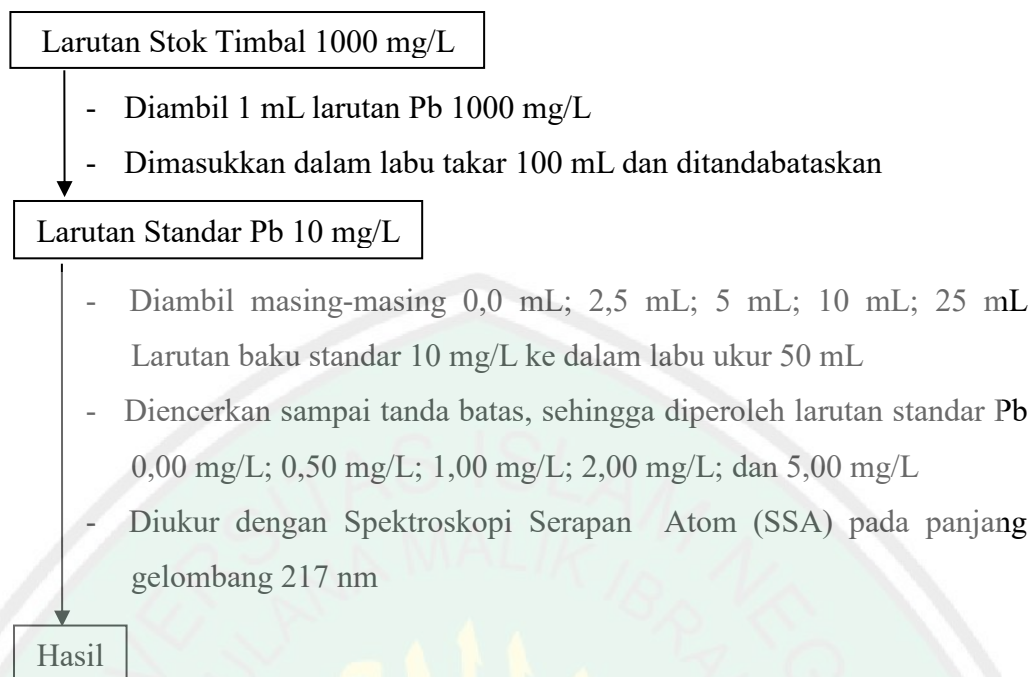 Larutan Stok Timbal 1000 mg/L
- Diambil 1 mL larutan Pb 1000 mg/L
- Dimasukkan dalam labu takar 100 mL dan ditandabataskan
Larutan Standar Pb 10 mg/L
- Diambil masing-masing 0,0 mL; 2,5 mL; 5 mL; 10 mL; 25 mL
Larutan baku standar 10 mg/L ke dalam labu ukur 50 mL
- Diencerkan sampai tanda batas, sehingga diperoleh larutan standar Pb
0,00 mg/L; 0,50 mg/L; 1,00 mg/L; 2,00 mg/L; dan 5,00 mg/L
- Diukur dengan Spektroskopi Serapan Atom (SSA) pada panjang
gelombang 217 nm
Hasil